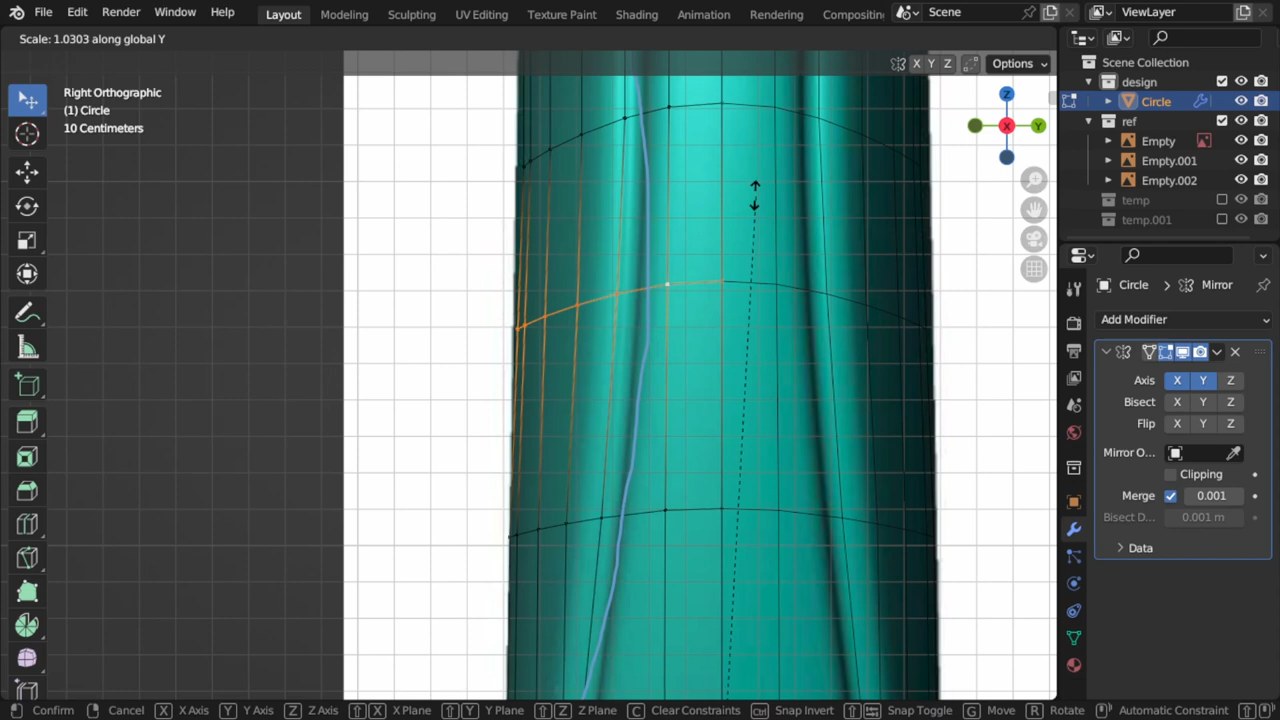 File Edit Render Window Help Layout Modeling Sculpting UV Editing Texture Paint Shading Animation Rendering Compositin Scene ViewLayer
Scale: 1.0303 along global Y
X Y Z Options
Right Orthographic
(1) Circle
10 Centimeters
Z
Y
X
Scene Collection
design
Circle
ref
Empty
Empty.001
Empty.002
temp
temp.001
Circle > Mirror
Add Modifier
Axis X Y Z
Bisect X Y Z
Flip X Y Z
Mirror O...
Clipping
Merge 0.001
Bisect D... 0.001 m
Data
Confirm Cancel X X Axis Y Y Axis Z Z Axis X X Plane Y Y Plane Z Z Plane C Clear Constraints Ctrl Snap Invert Snap Toggle G Move R Rotate Automatic Constraint